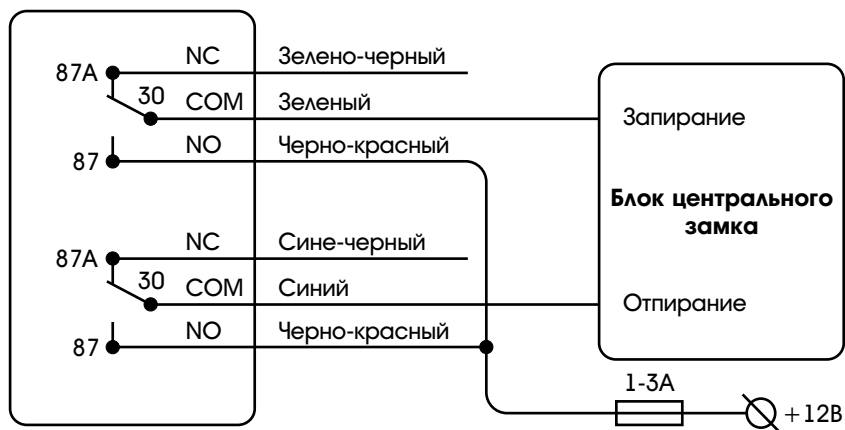 NC Зелено-черный
87A
30 COM Зеленый
Запирание
NO Черно-красный
87
Блок центрального
замка
NC Сине-черный
87A
30 COM Синий
Отпирание
NO Черно-красный
87
1-3А
+12В